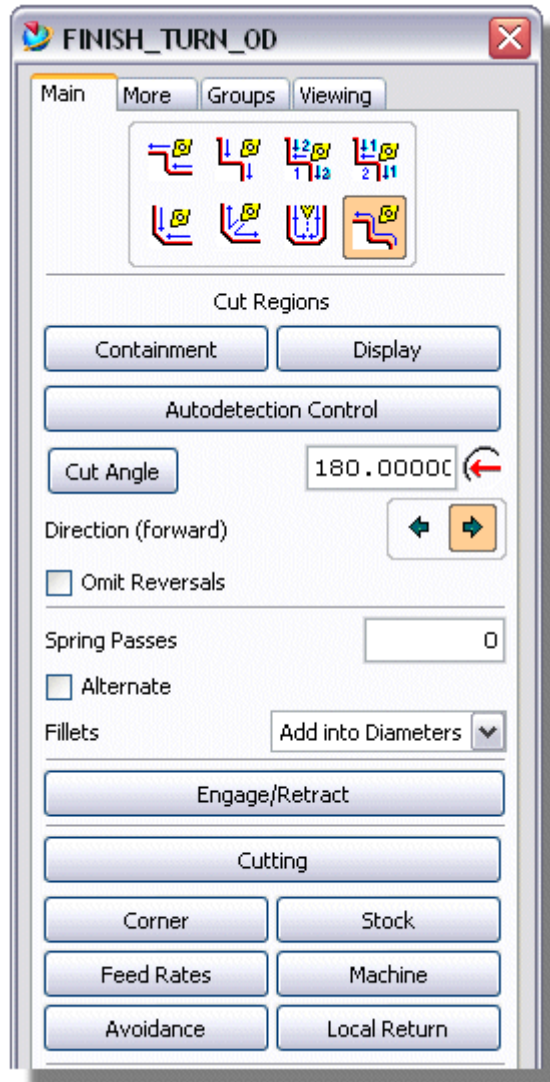 FINISH_TURN_OD
Main More Groups Viewing
Cut Regions
Containment Display
Autodetection Control
Cut Angle 180.00000
Direction (forward)
Omit Reversals
Spring Passes 0
Alternate
Fillets Add into Diameters
Engage/Retract
Cutting
Corner Stock
Feed Rates Machine
Avoidance Local Return